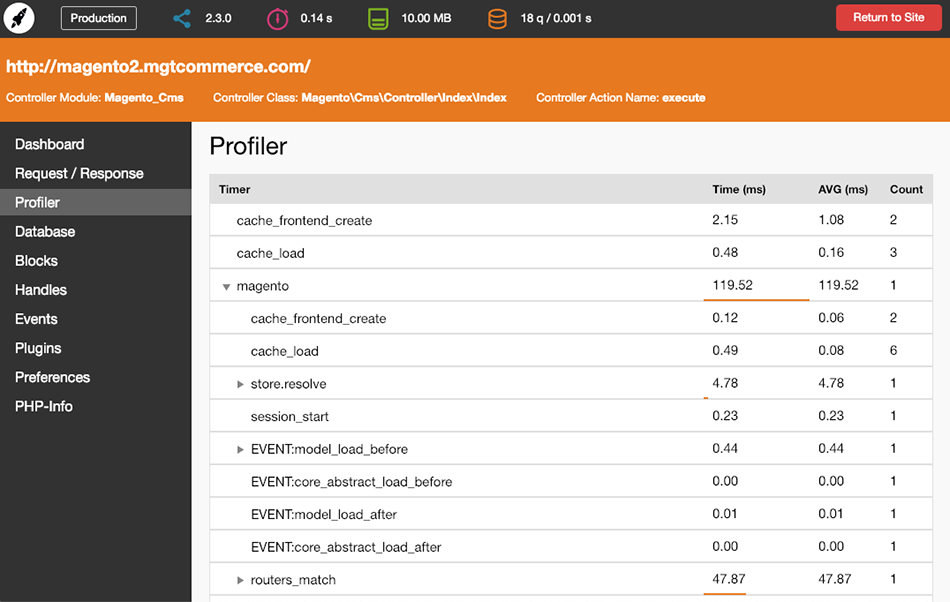 Production 2.3.0 0.14 s 10.00 MB 18 q / 0.001 s Return to Site
http://magento2.mgtcommerce.com/
Controller Module: Magento_Cms Controller Class: Magento\Cms\Controller\Index\Index Controller Action Name: execute
Dashboard
Request / Response
Profiler
Database
Blocks
Handles
Events
Plugins
Preferences
PHP-Info
Profiler
Timer Time (ms) AVG (ms) Count
cache_frontend_create 2.15 1.08 2
cache_load 0.48 0.16 3
magento 119.52 119.52 1
cache_frontend_create 0.12 0.06 2
cache_load 0.49 0.08 6
store.resolve 4.78 4.78 1
session_start 0.23 0.23 1
EVENT:model_load_before 0.44 0.44 1
EVENT:core_abstract_load_before 0.00 0.00 1
EVENT:model_load_after 0.01 0.01 1
EVENT:core_abstract_load_after 0.00 0.00 1
routers_match 47.87 47.87 1